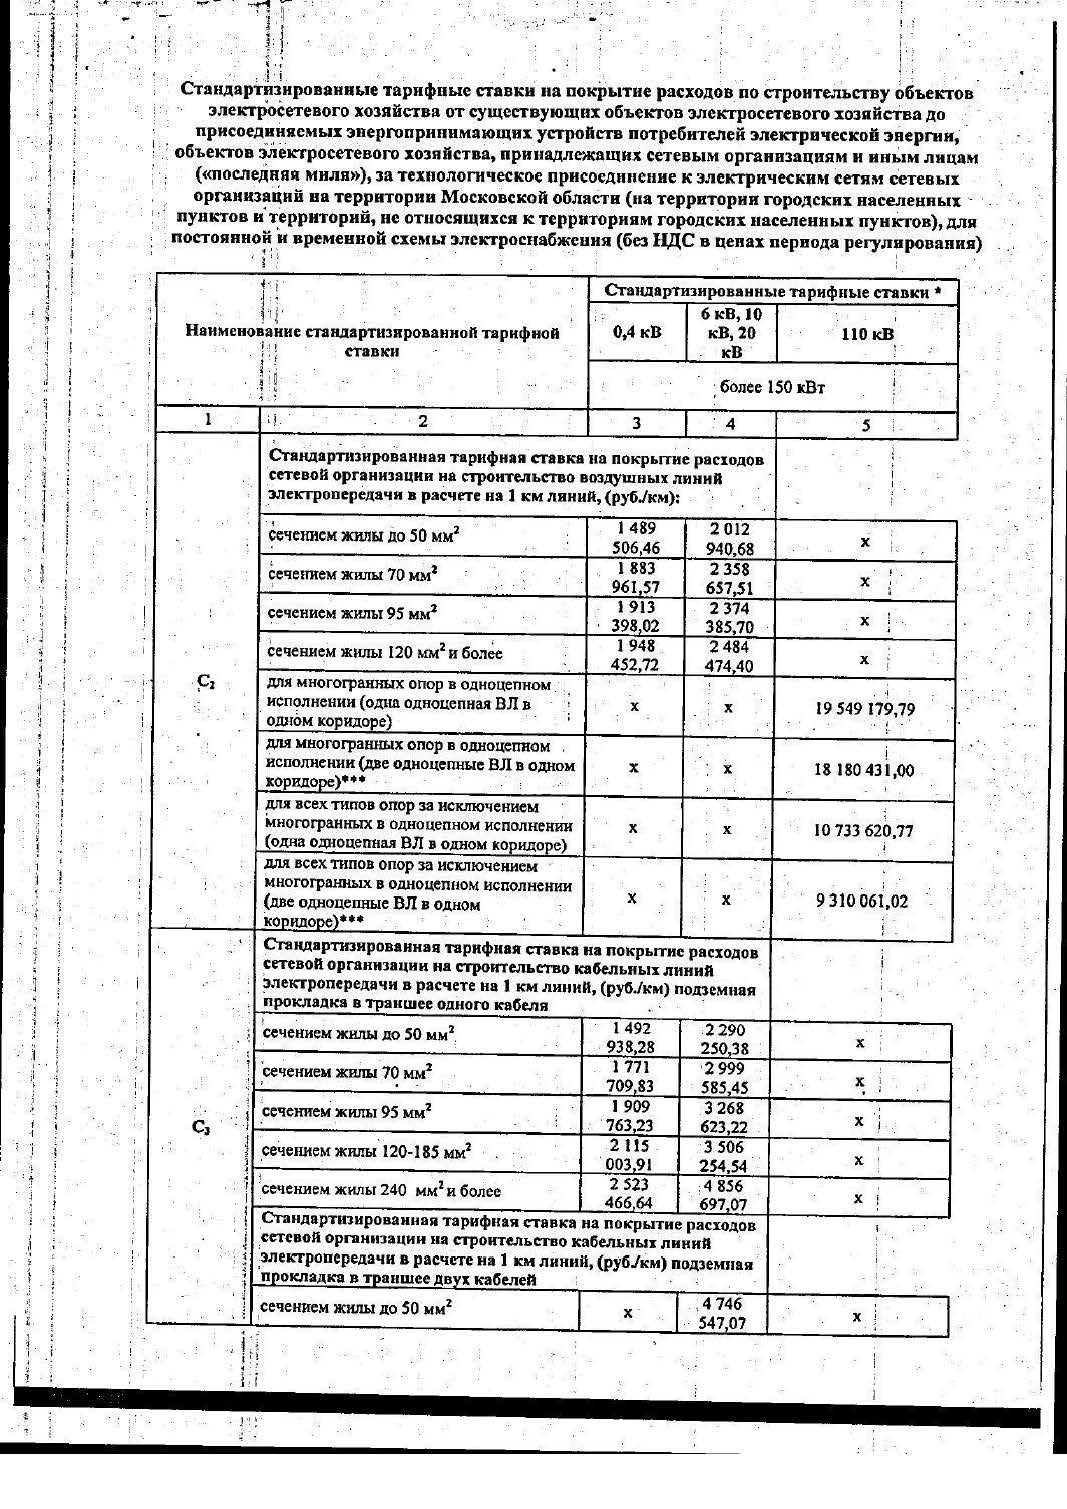 Стандартизированные тарифные ставки на покрытие расходов по строительству объектов
электросетевого хозяйства от существующих объектов электросетевого хозяйства до
присоединяемых энергопринимающих устройств потребителей электрической энергии,
объектов электросетевого хозяйства, принадлежащих сетевым организациям и иным лицам
(«последняя миля»), за технологическое присоединение к электрическим сетям сетевых
организаций на территории Московской области (на территории городских населенных
пунктов и территорий, не относящихся к территориям городских населенных пунктов), для
постоянной и временной схемы электроснабжения (без НДС в ценах периода регулирования)
Наименование стандартизированной тарифной
ставки
Стандартизированные тарифные ставки *
0,4 кВ
6 кВ, 10
кВ, 20
кВ
110 кВ
более 150 кВт
1 2 3 4 5
C2
Стандартизированная тарифная ставка на покрытие расходов
сетевой организации на строительство воздушных линий
электропередачи в расчете на 1 км линий, (руб./км):
сечением жилы до 50 мм²
1 489
506,46
2 012
940,68
х
сечением жилы 70 мм²
1 883
961,57
2 358
657,51
х
сечением жилы 95 мм²
1 913
398,02
2 374
385,70
х
сечением жилы 120 мм² и более
1 948
452,72
2 484
474,40
х
для многогранных опор в одноцепном
исполнении (одна одноцепная ВЛ в
одном коридоре)
х х 19 549 179,79
для многогранных опор в одноцепном
исполнении (две одноцепные ВЛ в одном
коридоре)***
х х 18 180 431,00
для всех типов опор за исключением
многогранных в одноцепном исполнении
(одна одноцепная ВЛ в одном коридоре)
х х 10 733 620,77
для всех типов опор за исключением
многогранных в одноцепном исполнении
(две одноцепные ВЛ в одном
коридоре)***
х х 9 310 061,02
C3
Стандартизированная тарифная ставка на покрытие расходов
сетевой организации на строительство кабельных линий
электропередачи в расчете на 1 км линий, (руб./км) подземная
прокладка в траншее одного кабеля
сечением жилы до 50 мм²
1 492
938,28
2 290
250,38
х
сечением жилы 70 мм²
1 771
709,83
2 999
585,45
х
сечением жилы 95 мм²
1 909
763,23
3 268
623,22
х
сечением жилы 120-185 мм²
2 115
003,91
3 506
254,54
х
сечением жилы 240 мм² и более
2 523
466,64
4 856
697,07
х
Стандартизированная тарифная ставка на покрытие расходов
сетевой организации на строительство кабельных линий
электропередачи в расчете на 1 км линий, (руб./км) подземная
прокладка в траншее двух кабелей
сечением жилы до 50 мм²
х
4 746
547,07
х